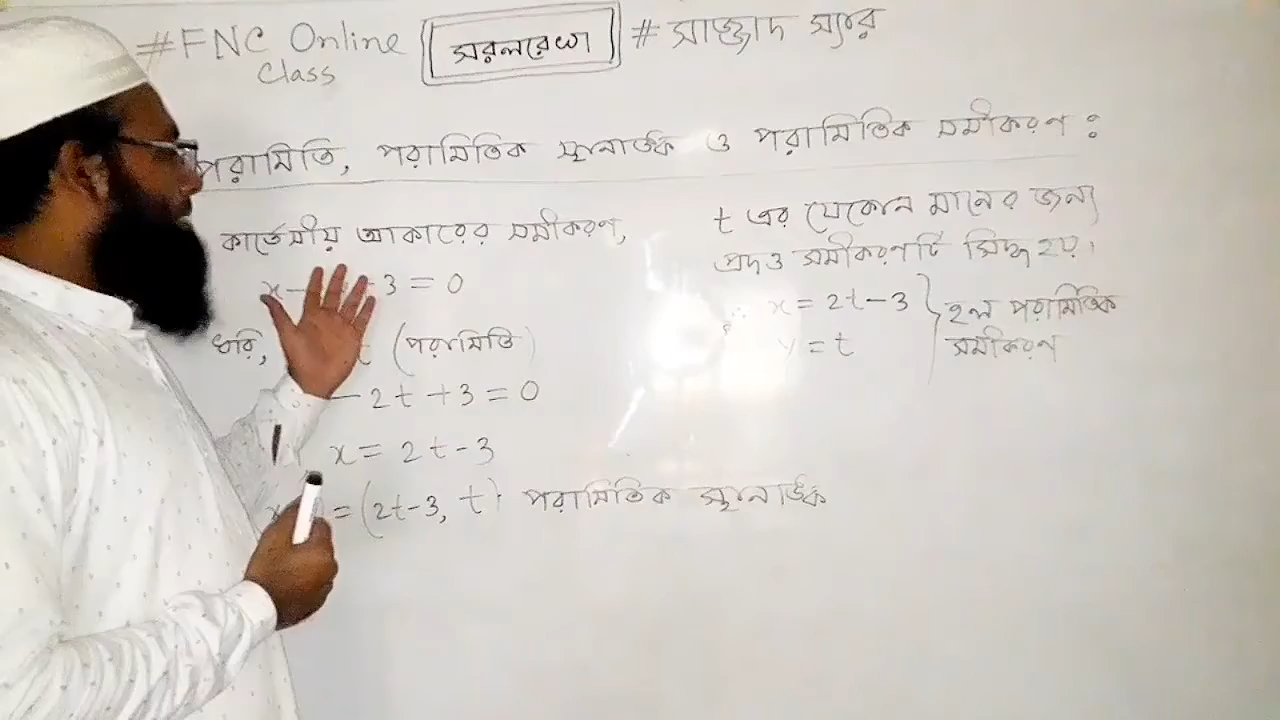 #FNC Online Class
সরলরেখা
# সাজ্জাদ স্যার
পরামিতি, পরামিতিক স্থানাঙ্ক ও পরামিতিক সমীকরণ :
কার্তেসীয় আকারের সমীকরণ,
x - 3 = 0
ধরি, t (পরামিতি)
- 2t + 3 = 0
x = 2t - 3
= (2t-3, t) পরামিতিক স্থানাঙ্ক
t এর যেকোন মানের জন্য
প্রদত্ত সমীকরণটি সিদ্ধ হয়।
∴ x = 2t - 3 } হল পরামিতিক
y = t সমীকরণ